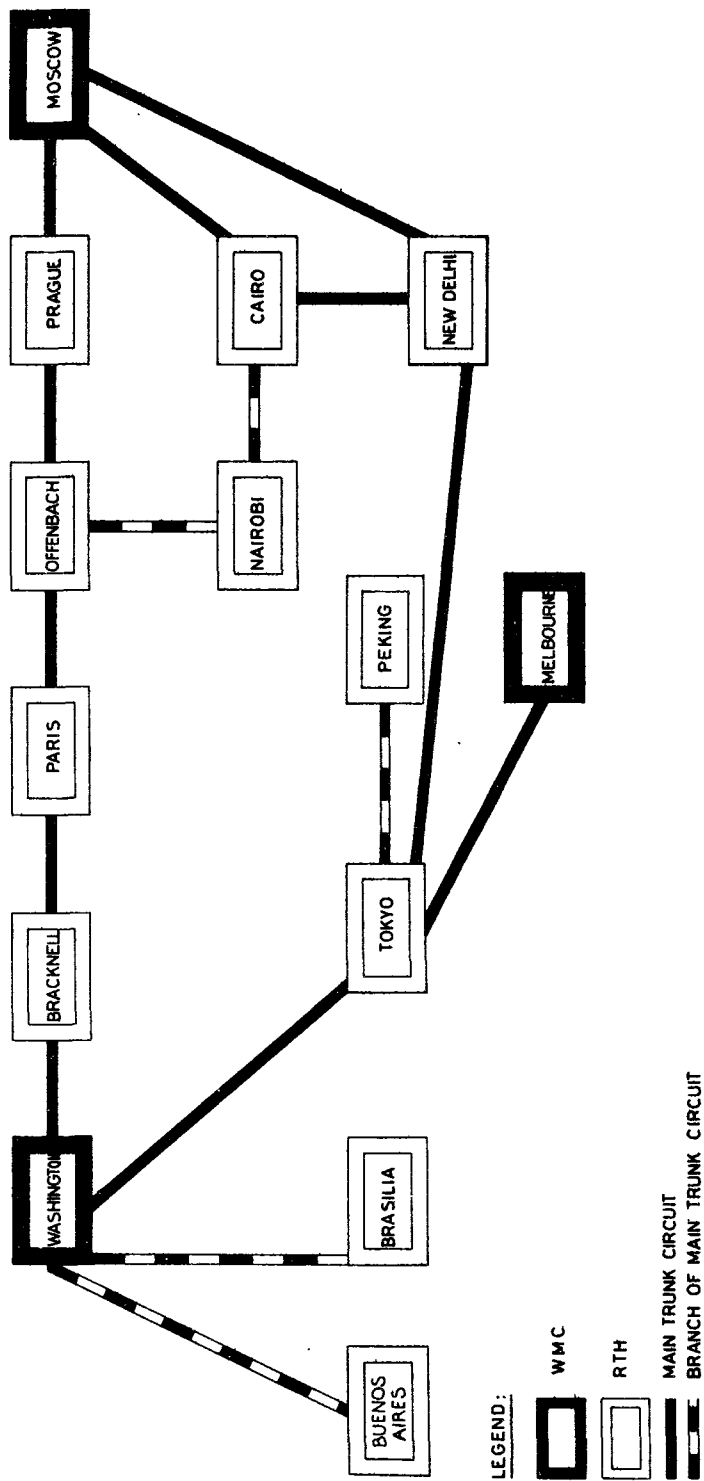 WASHINGTON
BRACKNELL
PARIS
OFFENBACH
PRAGUE
MOSCOW
NAIROBI
CAIRO
BUENOS
AIRES
BRASILIA
TOKYO
PEKING
NEW DELHI
MELBOURNE
LEGEND:
WMC
RTH
MAIN TRUNK CIRCUIT
BRANCH OF MAIN TRUNK CIRCUIT